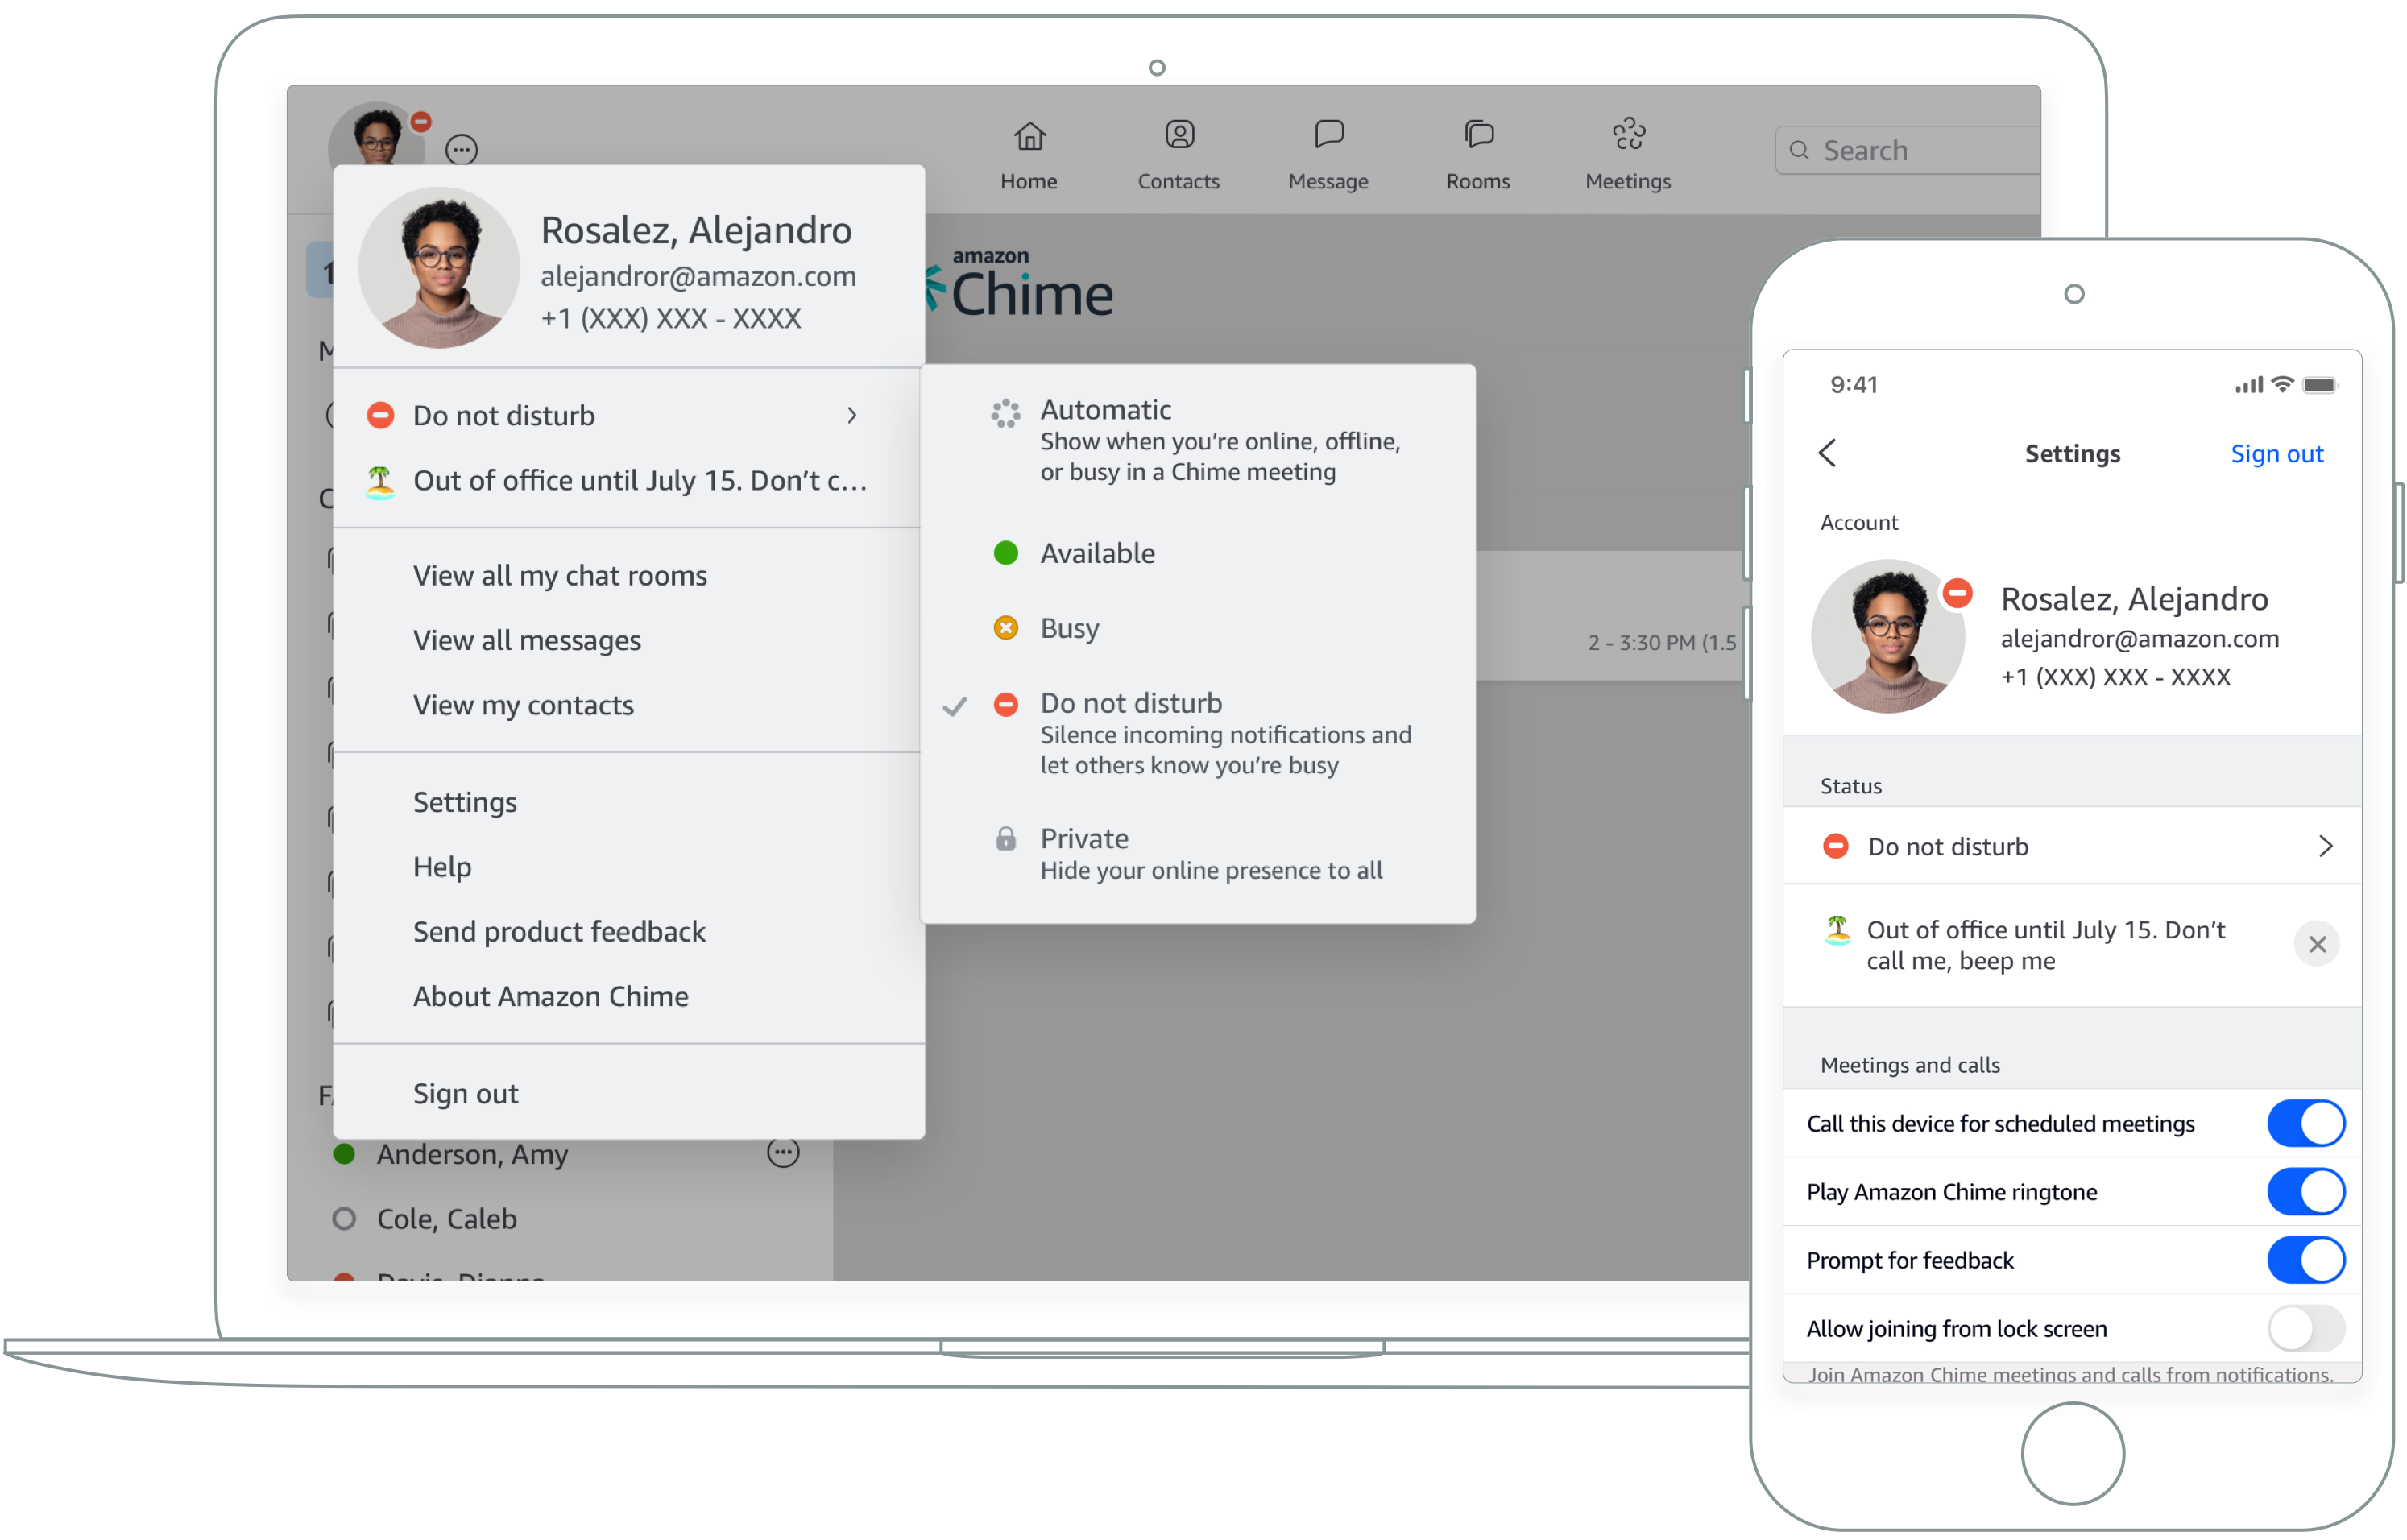 Home
Contacts
Message
Rooms
Meetings
Search
Rosalez, Alejandro
alejandror@amazon.com
+1 (XXX) XXX - XXXX
Do not disturb
Out of office until July 15. Don’t c...
View all my chat rooms
View all messages
View my contacts
Settings
Help
Send product feedback
About Amazon Chime
Sign out
Anderson, Amy
Cole, Caleb
amazon
Chime
Automatic
Show when you’re online, offline,
or busy in a Chime meeting
Available
Busy
Do not disturb
Silence incoming notifications and
let others know you’re busy
Private
Hide your online presence to all
2 - 3:30 PM (1.5
9:41
Settings
Sign out
Account
Rosalez, Alejandro
alejandror@amazon.com
+1 (XXX) XXX - XXXX
Status
Do not disturb
Out of office until July 15. Don’t
call me, beep me
Meetings and calls
Call this device for scheduled meetings
Play Amazon Chime ringtone
Prompt for feedback
Allow joining from lock screen
Join Amazon Chime meetings and calls from notifications.